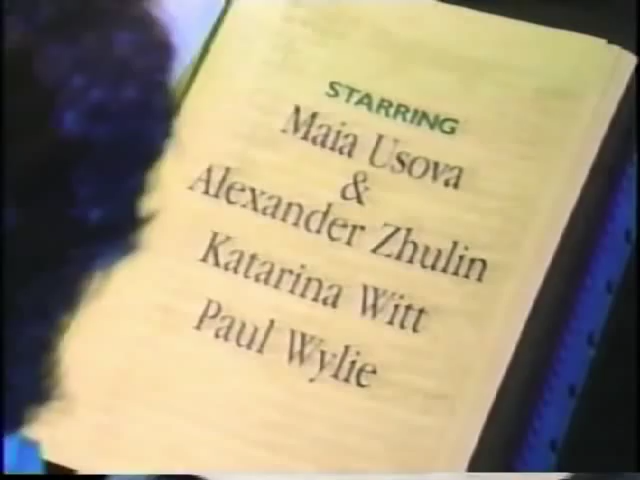 STARRING
Maia Usova
&
Alexander Zhulin
Katarina Witt
Paul Wylie